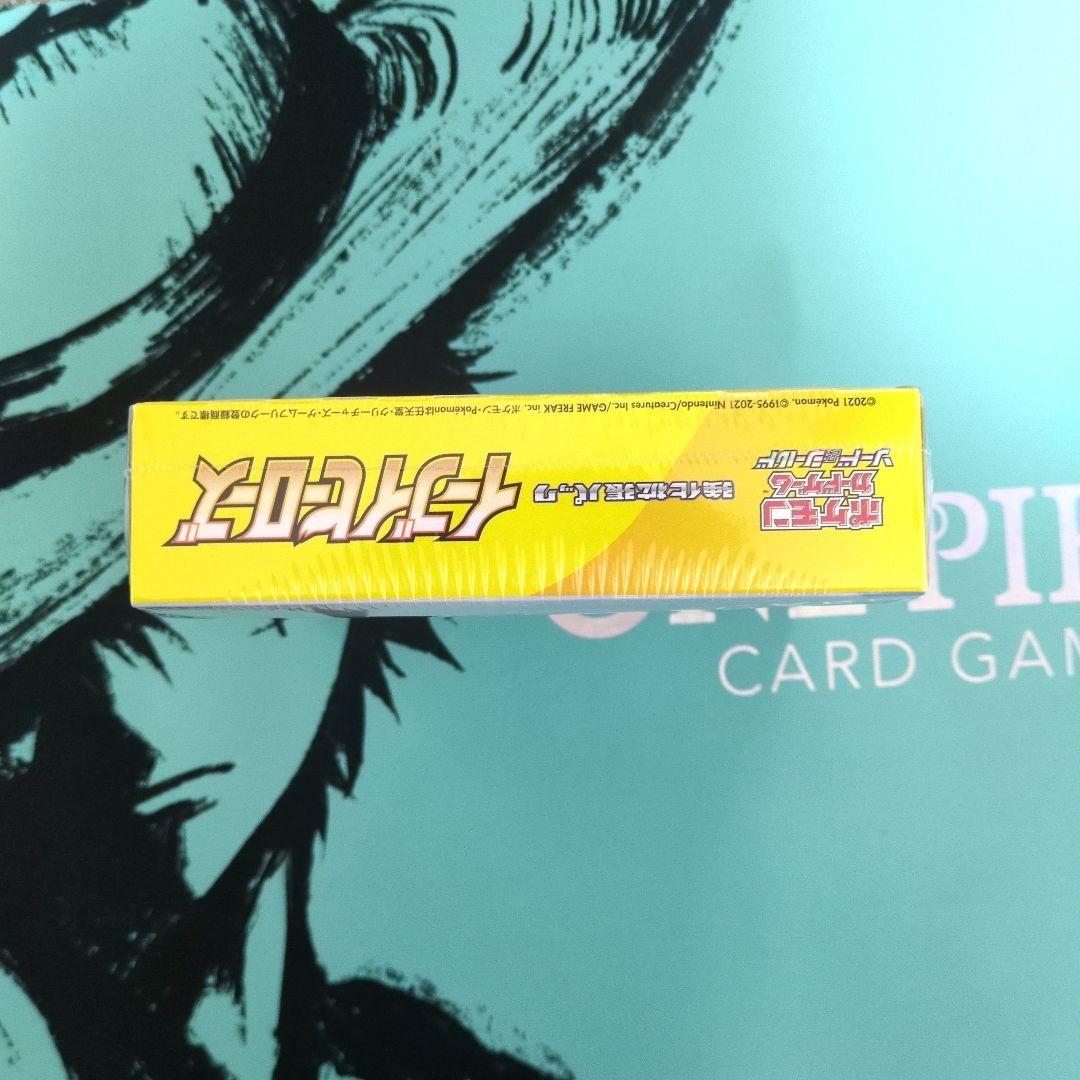 ポケモン
カードゲーム
ソード&シールド
強化拡張パック
イーブイヒーローズ
©2021 Pokémon. ©1995-2021 Nintendo/Creatures Inc./GAME FREAK inc. ポケモン・Pokémonは任天堂・クリーチャーズ・ゲームフリークの登録商標です。
ONE PIE
CARD GAM